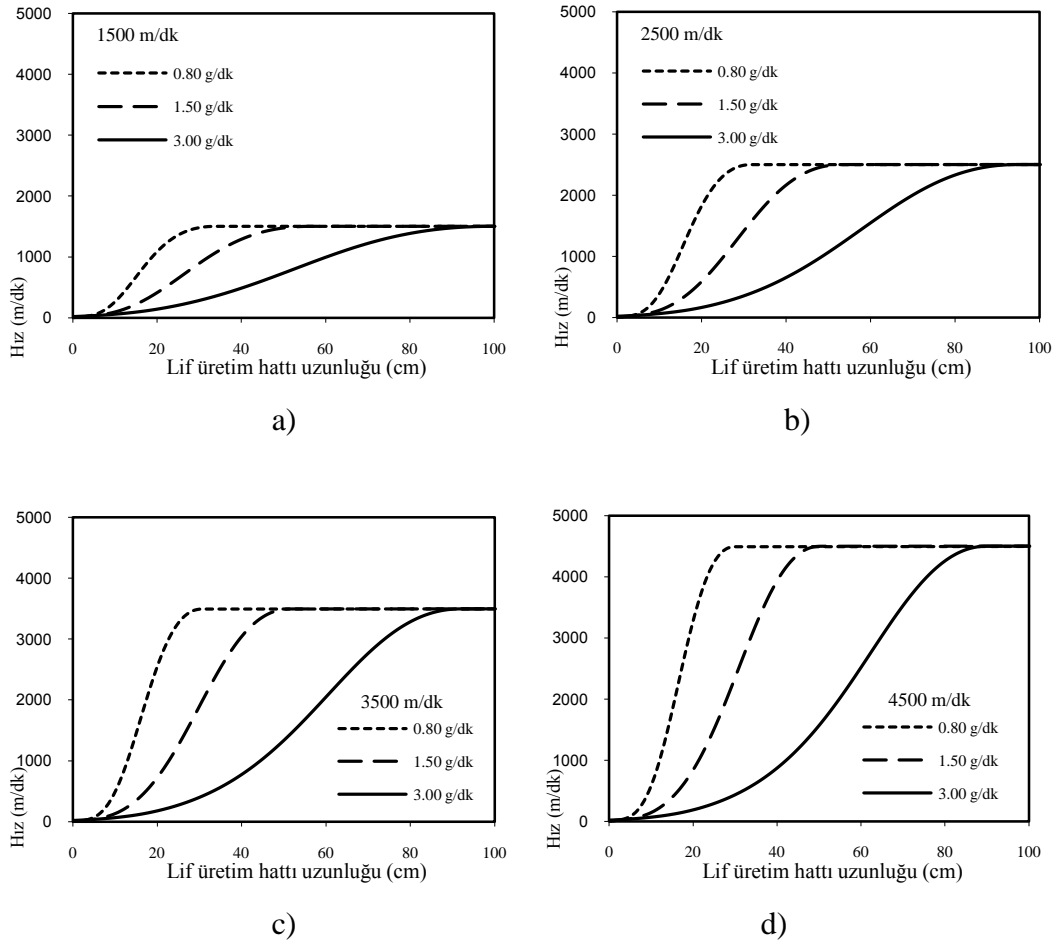 5000
4000
3000
2000
1000
0
Hız (m/dk)
1500 m/dk
0.80 g/dk
1.50 g/dk
3.00 g/dk
0 20 40 60 80 100
Lif üretim hattı uzunluğu (cm)
a)
5000
4000
3000
2000
1000
0
Hız (m/dk)
2500 m/dk
0.80 g/dk
1.50 g/dk
3.00 g/dk
0 20 40 60 80 100
Lif üretim hattı uzunluğu (cm)
b)
5000
4000
3000
2000
1000
0
Hız (m/dk)
3500 m/dk
0.80 g/dk
1.50 g/dk
3.00 g/dk
0 20 40 60 80 100
Lif üretim hattı uzunluğu (cm)
c)
5000
4000
3000
2000
1000
0
Hız (m/dk)
4500 m/dk
0.80 g/dk
1.50 g/dk
3.00 g/dk
0 20 40 60 80 100
Lif üretim hattı uzunluğu (cm)
d)